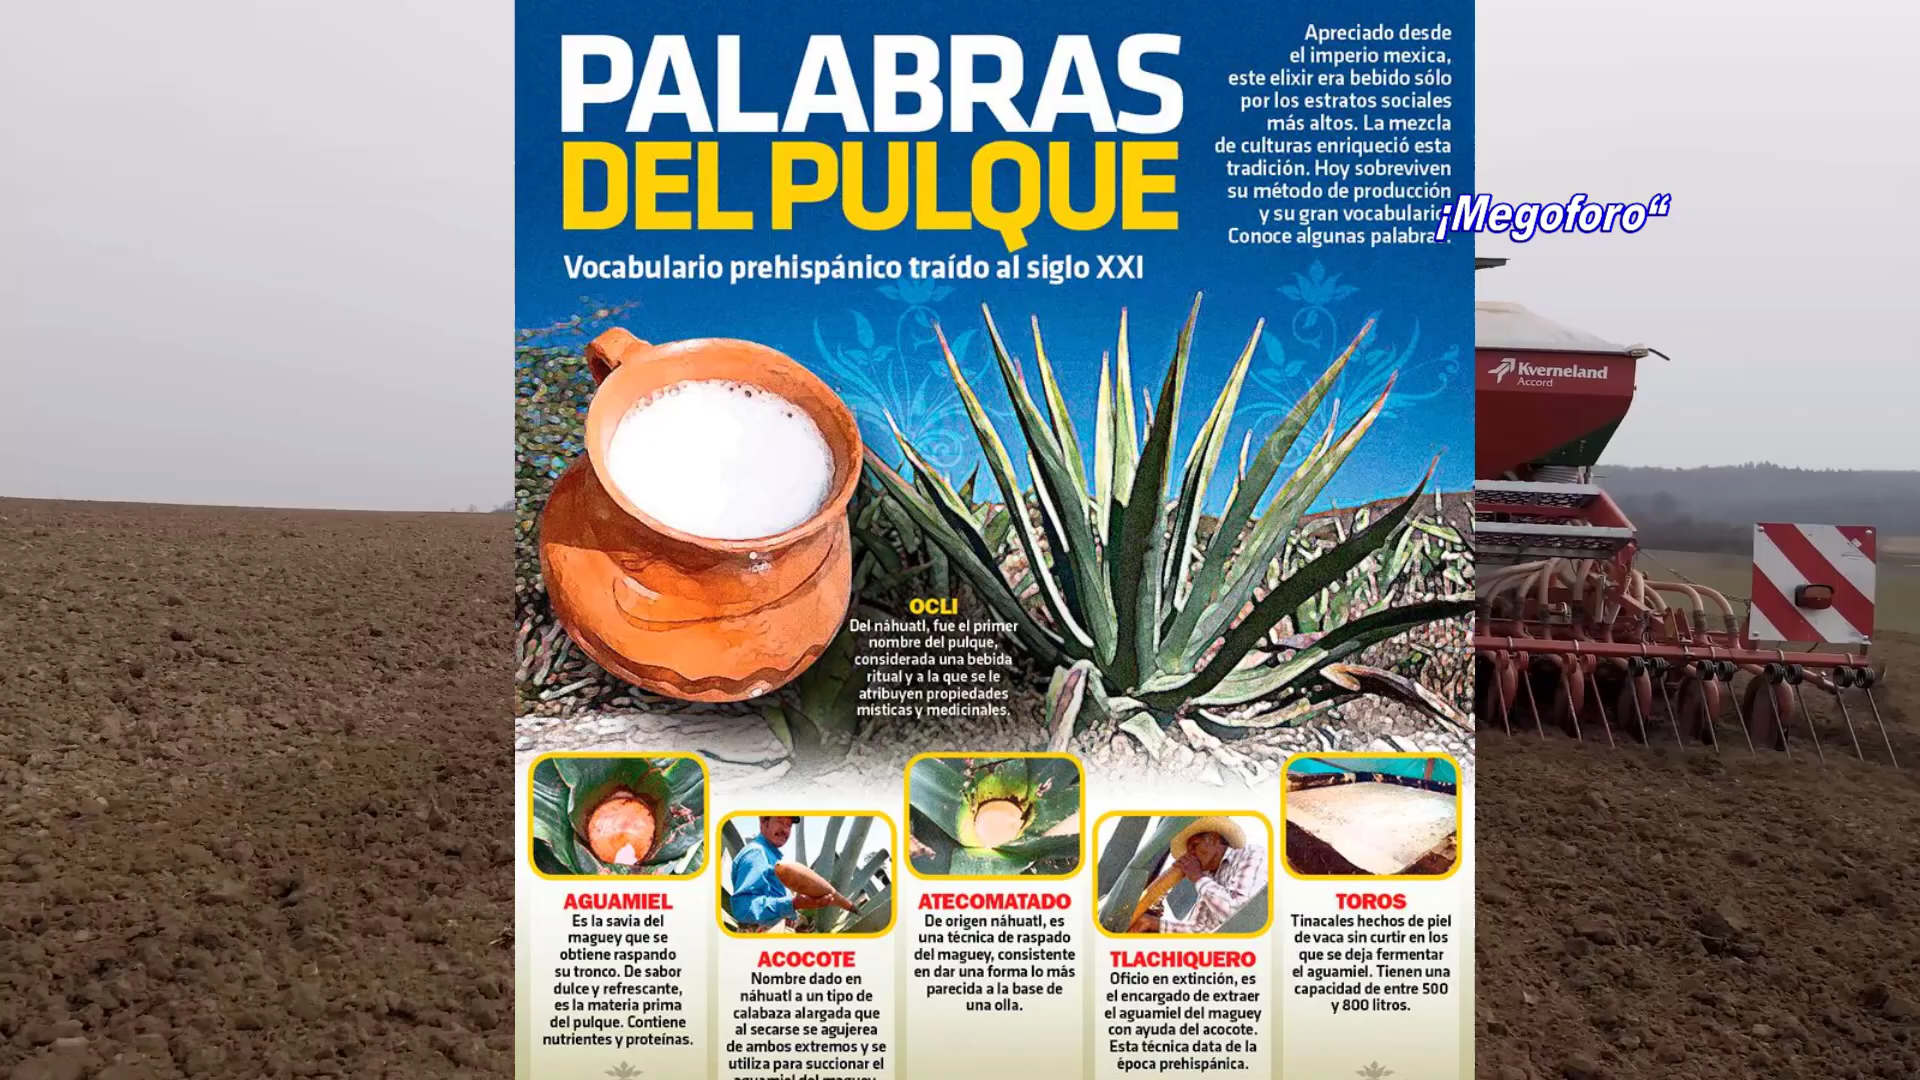 PALABRAS
DEL PULQUE
Vocabulario prehispánico traído al siglo XXI
Apreciado desde
el imperio mexica,
este elixir era bebido sólo
por los estratos sociales
más altos. La mezcla
de culturas enriqueció esta
tradición. Hoy sobreviven
su método de producción
y su gran vocabulario
Conoce algunas palabras.
¡Megoforo“
Kverneland
Accord
OCLI
Del náhuatl, fue el primer
nombre del pulque,
considerada una bebida
ritual y a la que se le
atribuyen propiedades
místicas y medicinales.
AGUAMIEL
Es la savia del
maguey que se
obtiene raspando
su tronco. De sabor
dulce y refrescante,
es la materia prima
del pulque. Contiene
nutrientes y proteínas.
ACOCOTE
Nombre dado en
náhuatl a un tipo de
calabaza alargada que
al secarse se agujerea
de ambos extremos y se
utiliza para succionar el
aguamiel del maguey
ATECOMATADO
De origen náhuatl, es
una técnica de raspado
del maguey, consistente
en dar una forma lo más
parecida a la base de
una olla.
TLACHIQUERO
Oficio en extinción, es
el encargado de extraer
el aguamiel del maguey
con ayuda del acocote.
Esta técnica data de la
época prehispánica.
TOROS
Tinacales hechos de piel
de vaca sin curtir en los
que se deja fermentar
el aguamiel. Tienen una
capacidad de entre 500
y 800 litros.